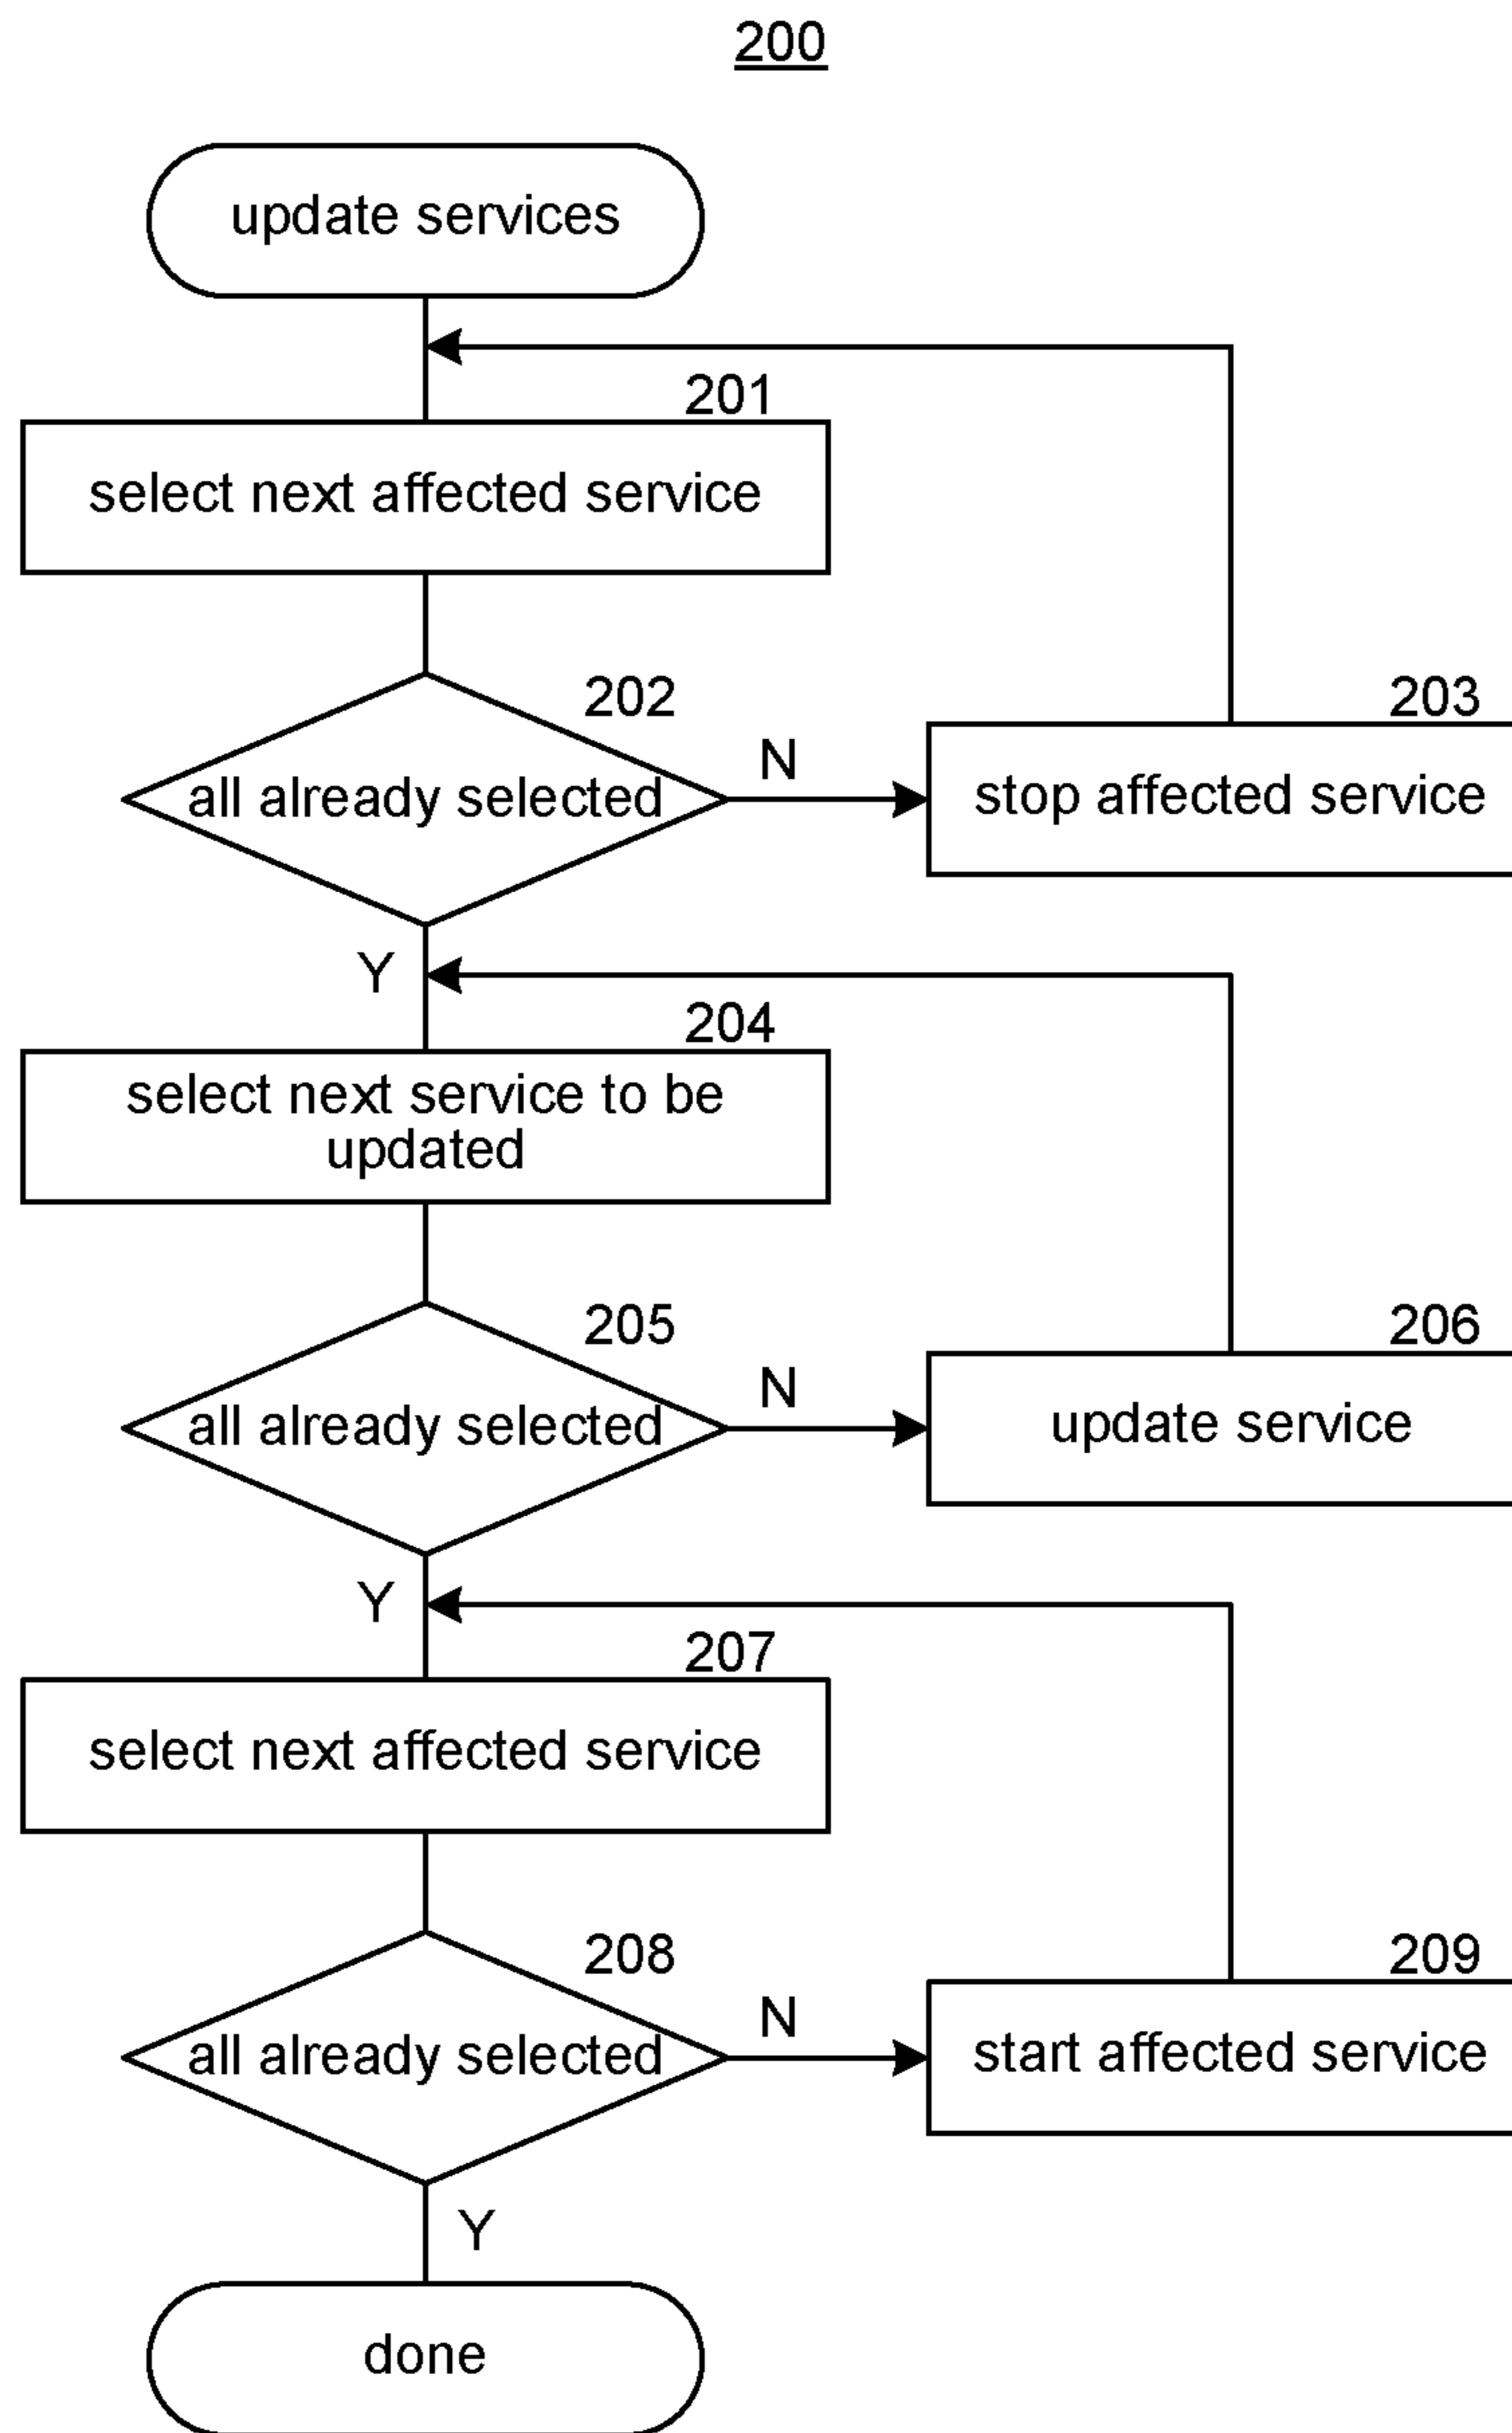 200
update services
201
select next affected service
202
all already selected
N
203
stop affected service
Y
204
select next service to be
updated
205
all already selected
N
206
update service
Y
207
select next affected service
208
all already selected
N
209
start affected service
Y
done